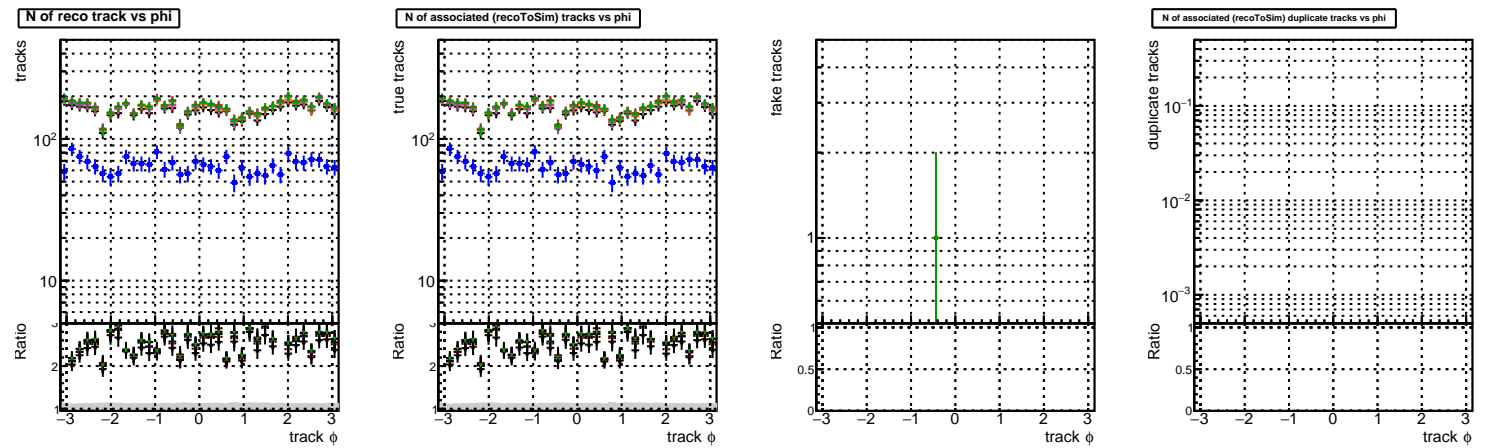 N of reco track vs phi
tracks
10²
10
Ratio
3
2
1
−3 −2 −1 0 1 2 3
track ϕ
N of associated (recoToSim) tracks vs phi
true tracks
10²
10
Ratio
3
2
1
−3 −2 −1 0 1 2 3
track ϕ
fake tracks
1
Ratio
1
0.5
0
−3 −2 −1 0 1 2 3
track ϕ
N of associated (recoToSim) duplicate tracks vs phi
duplicate tracks
10⁻¹
10⁻²
10⁻³
Ratio
1
0.5
0
−3 −2 −1 0 1 2 3
track ϕ